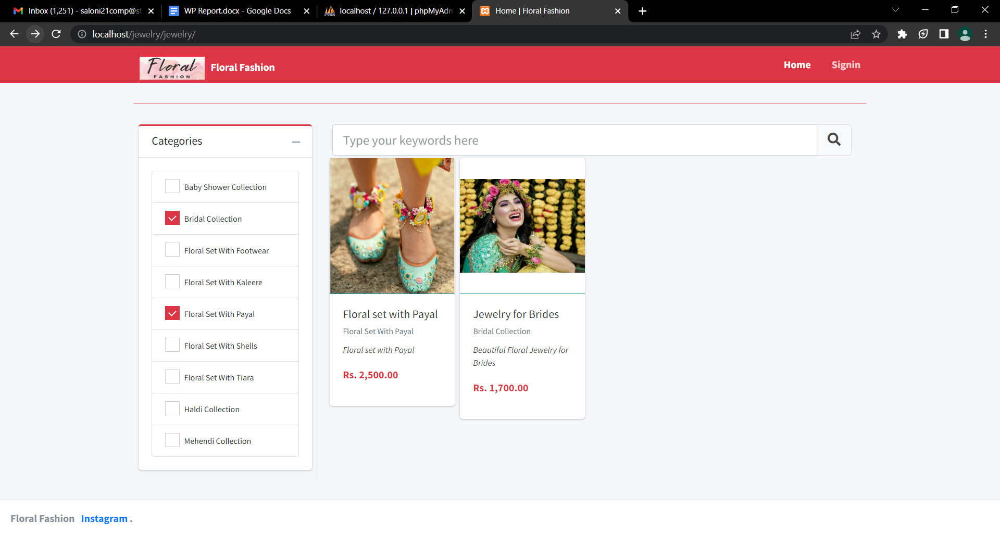 Inbox (1,251) - saloni21comp@st
WP Report.docx - Google Docs
localhost / 127.0.0.1 | phpMyAdm
Home | Floral Fashion
localhost/jewelry/jewelry/
Floral
FASHION
Floral Fashion
Home
Signin
Categories
Type your keywords here
Baby Shower Collection
Bridal Collection
Floral Set With Footwear
Floral Set With Kaleere
Floral Set With Payal
Floral Set With Shells
Floral Set With Tiara
Haldi Collection
Mehendi Collection
Floral set with Payal
Floral Set With Payal
Floral set with Payal
Rs. 2,500.00
Jewelry for Brides
Bridal Collection
Beautiful Floral Jewelry for
Brides
Rs. 1,700.00
Floral Fashion Instagram .